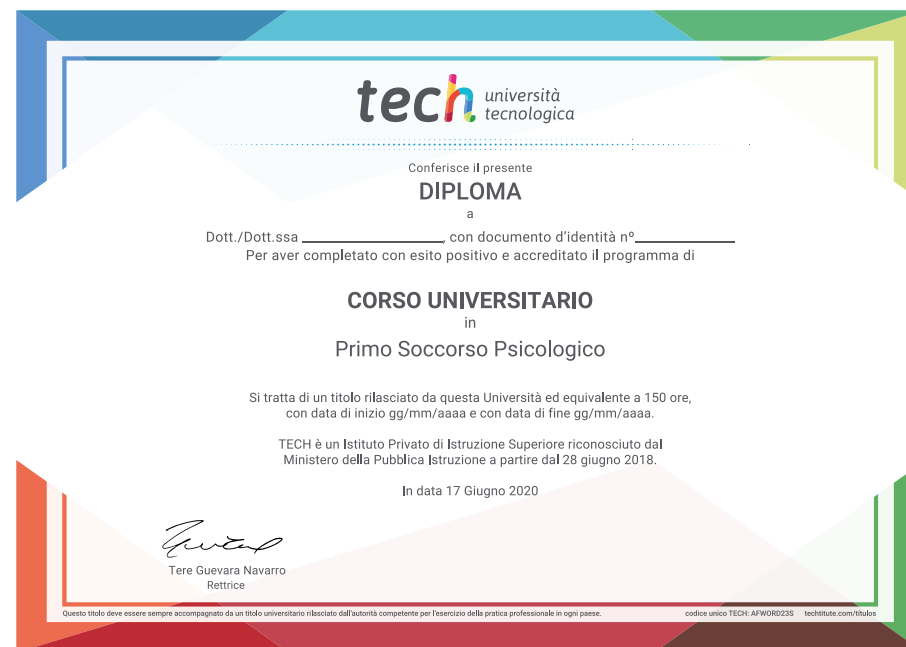 tech università
tecnologica
Conferisce il presente
DIPLOMA
a
Dott./Dott.ssa ____________________, con documento d'identità nº______________
Per aver completato con esito positivo e accreditato il programma di
CORSO UNIVERSITARIO
in
Primo Soccorso Psicologico
Si tratta di un titolo rilasciato da questa Università ed equivalente a 150 ore,
con data di inizio gg/mm/aaaa e con data di fine gg/mm/aaaa.
TECH è un Istituto Privato di Istruzione Superiore riconosciuto dal
Ministero della Pubblica Istruzione a partire dal 28 giugno 2018.
In data 17 Giugno 2020
Tere Guevara Navarro
Rettrice
Questo titolo deve essere sempre accompagnato da un titolo universitario rilasciato dall'autorità competente per l'esercizio della pratica professionale in ogni paese. codice unico TECH: AFWORD23S techtitute.com/títulos